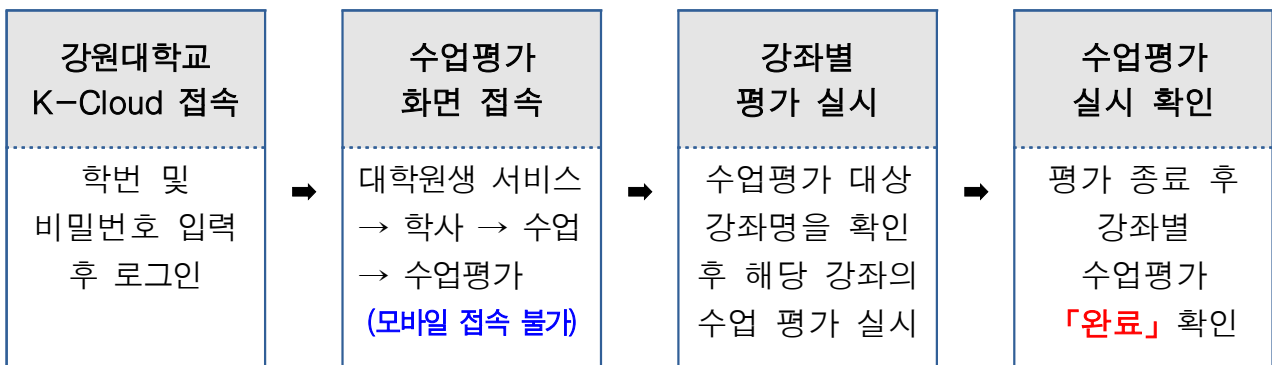 강원대학교
K-Cloud 접속
학번 및
비밀번호 입력
후 로그인
➡
수업평가
화면 접속
대학원생 서비스
→ 학사 → 수업
→ 수업평가
(모바일 접속 불가)
➡
강좌별
평가 실시
수업평가 대상
강좌명을 확인
후 해당 강좌의
수업 평가 실시
➡
수업평가
실시 확인
평가 종료 후
강좌별
수업평가
「완료」 확인